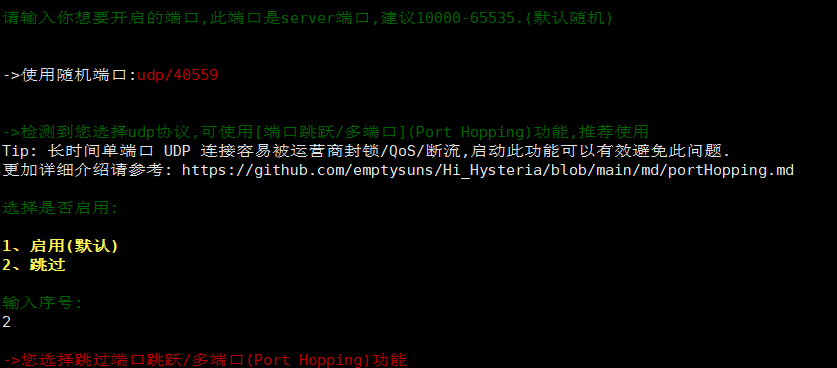 请输入你想要开启的端口,此端口是server端口,建议10000-65535.(默认随机)
->使用随机端口:udp/40559
->检测到您选择udp协议,可使用[端口跳跃/多端口](Port Hopping)功能,推荐使用
Tip: 长时间单端口 UDP 连接容易被运营商封锁/QoS/断流,启动此功能可以有效避免此问题.
更加详细介绍请参考: https://github.com/emptysuns/Hi_Hysteria/blob/main/md/portHopping.md
选择是否启用:
1、启用(默认)
2、跳过
输入序号:
2
->您选择跳过端口跳跃/多端口(Port Hopping)功能